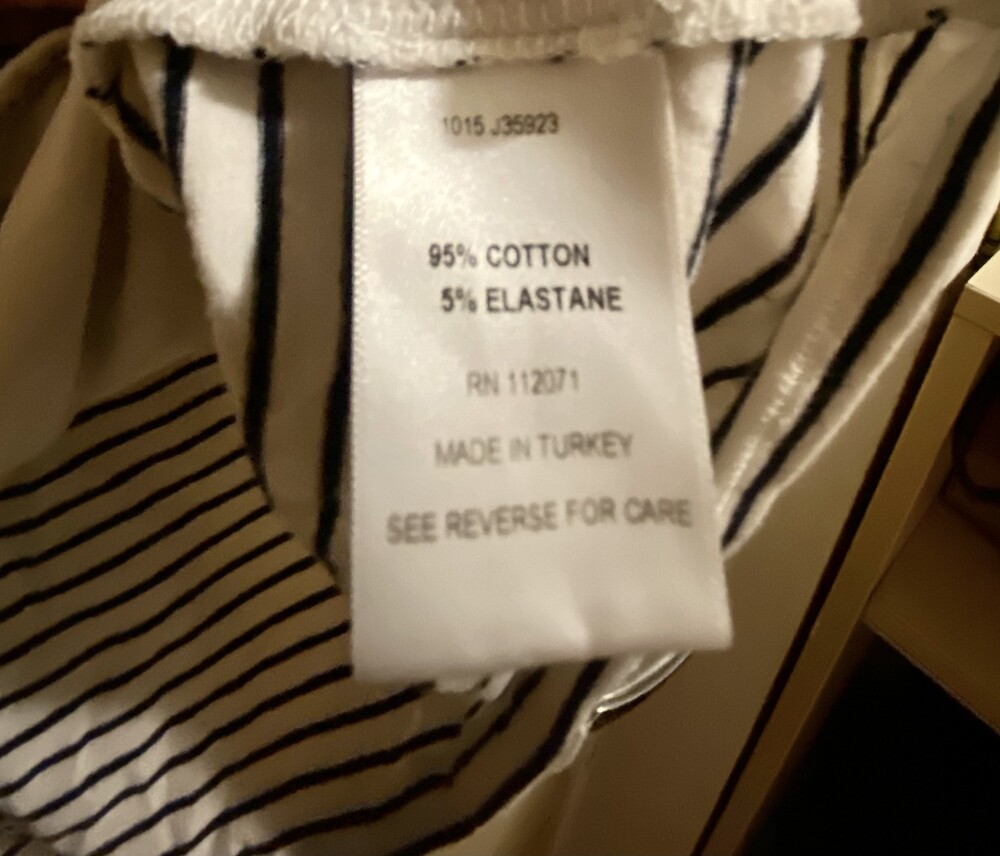 1015 J35923
95% COTTON
5% ELASTANE
RN 112071
MADE IN TURKEY
SEE REVERSE FOR CARE